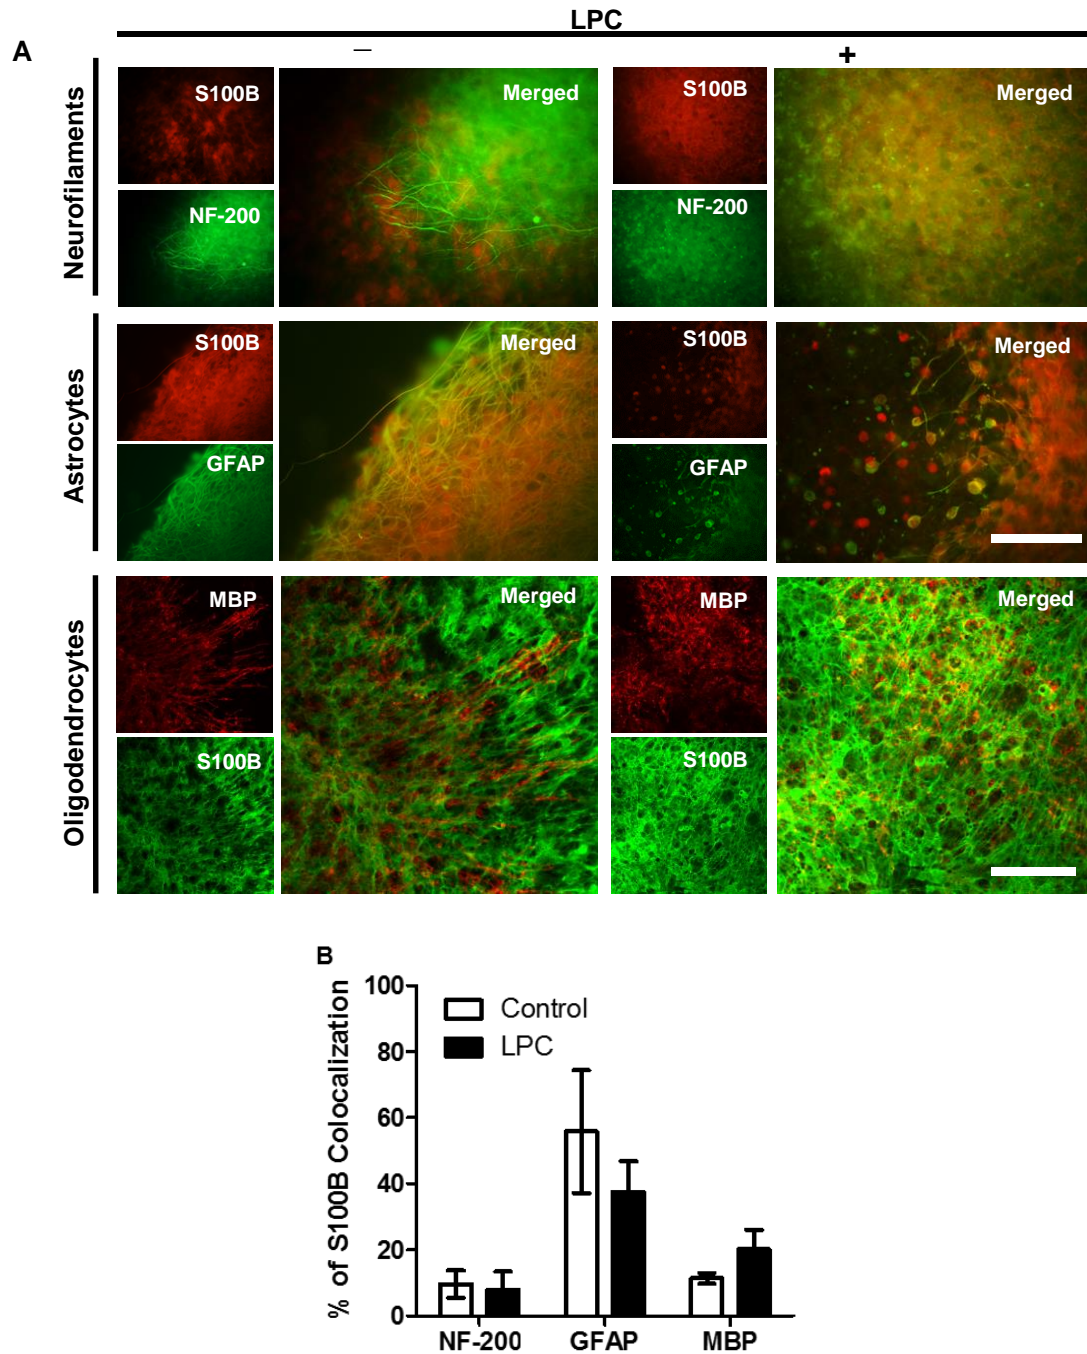 LPC
A
− +
Neurofilaments
S100B
Merged
S100B
Merged
NF-200
NF-200
Astrocytes
S100B
Merged
S100B
Merged
GFAP
GFAP
Oligodendrocytes
MBP
Merged
MBP
Merged
S100B
S100B
B
% of S100B Colocalization
100
80
60
40
20
0
Control
LPC
NF-200 GFAP MBP